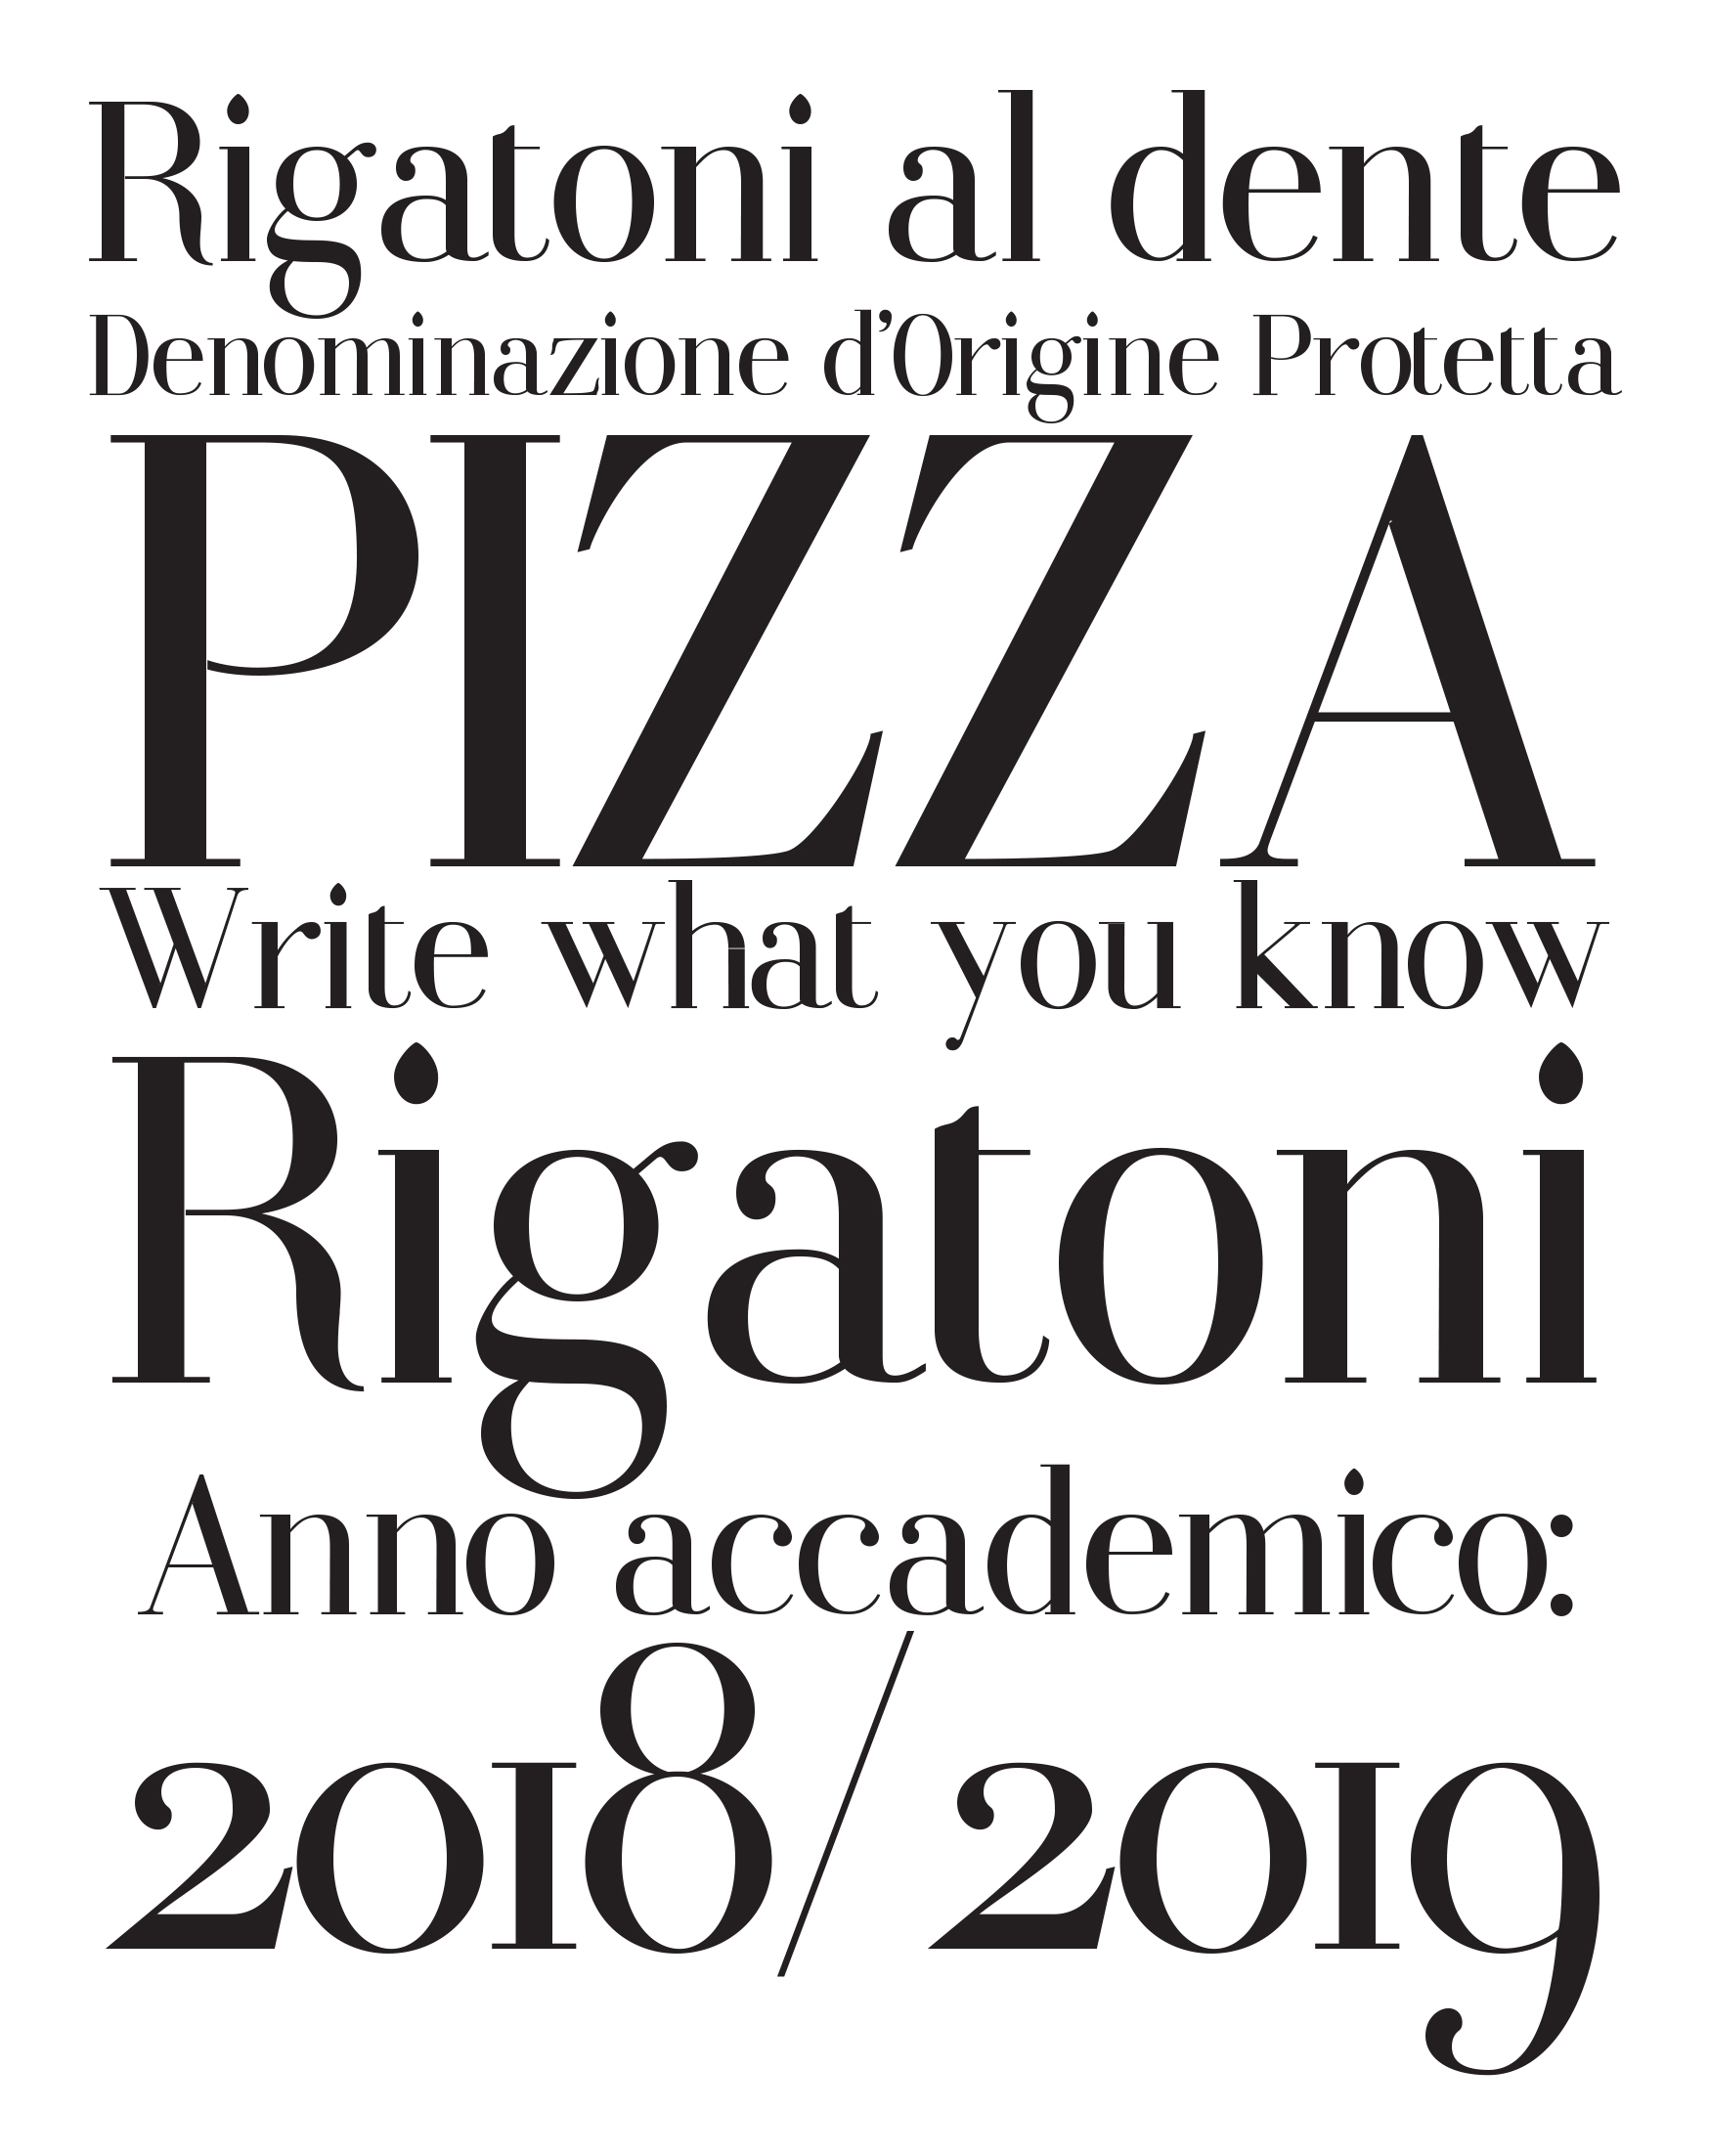 Rigatoni al dente
Denominazione d’Origine Protetta
PIZZA
Write what you know
Rigatoni
Anno accademico:
2018/2019